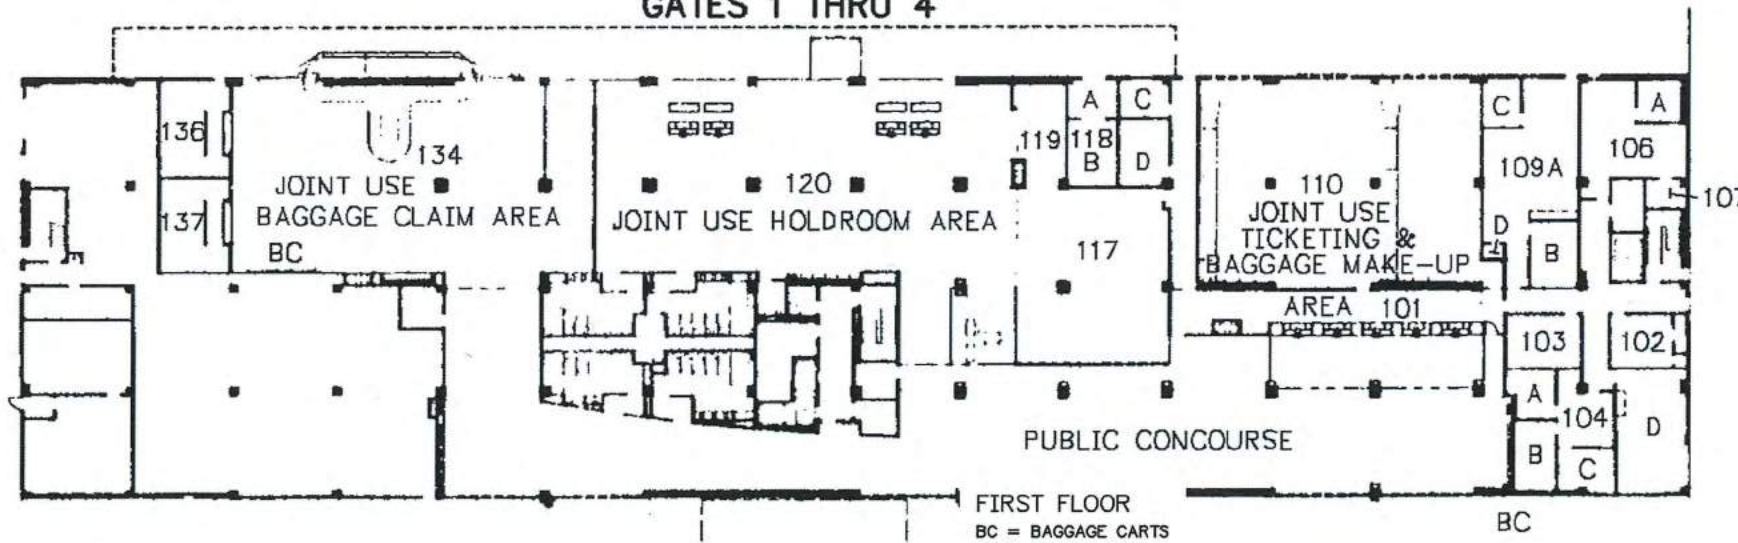 GATES 1 THRU 4
136
134
JOINT USE
BAGGAGE CLAIM AREA
137
BC
120
JOINT USE HOLDROOM AREA
119
A
C
118
B
D
117
110
JOINT USE
TICKETING &
BAGGAGE MAKE-UP
AREA 101
C
109A
D
B
A
106
107
103
102
A
104
B
C
D
PUBLIC CONCOURSE
FIRST FLOOR
BC = BAGGAGE CARTS
BC